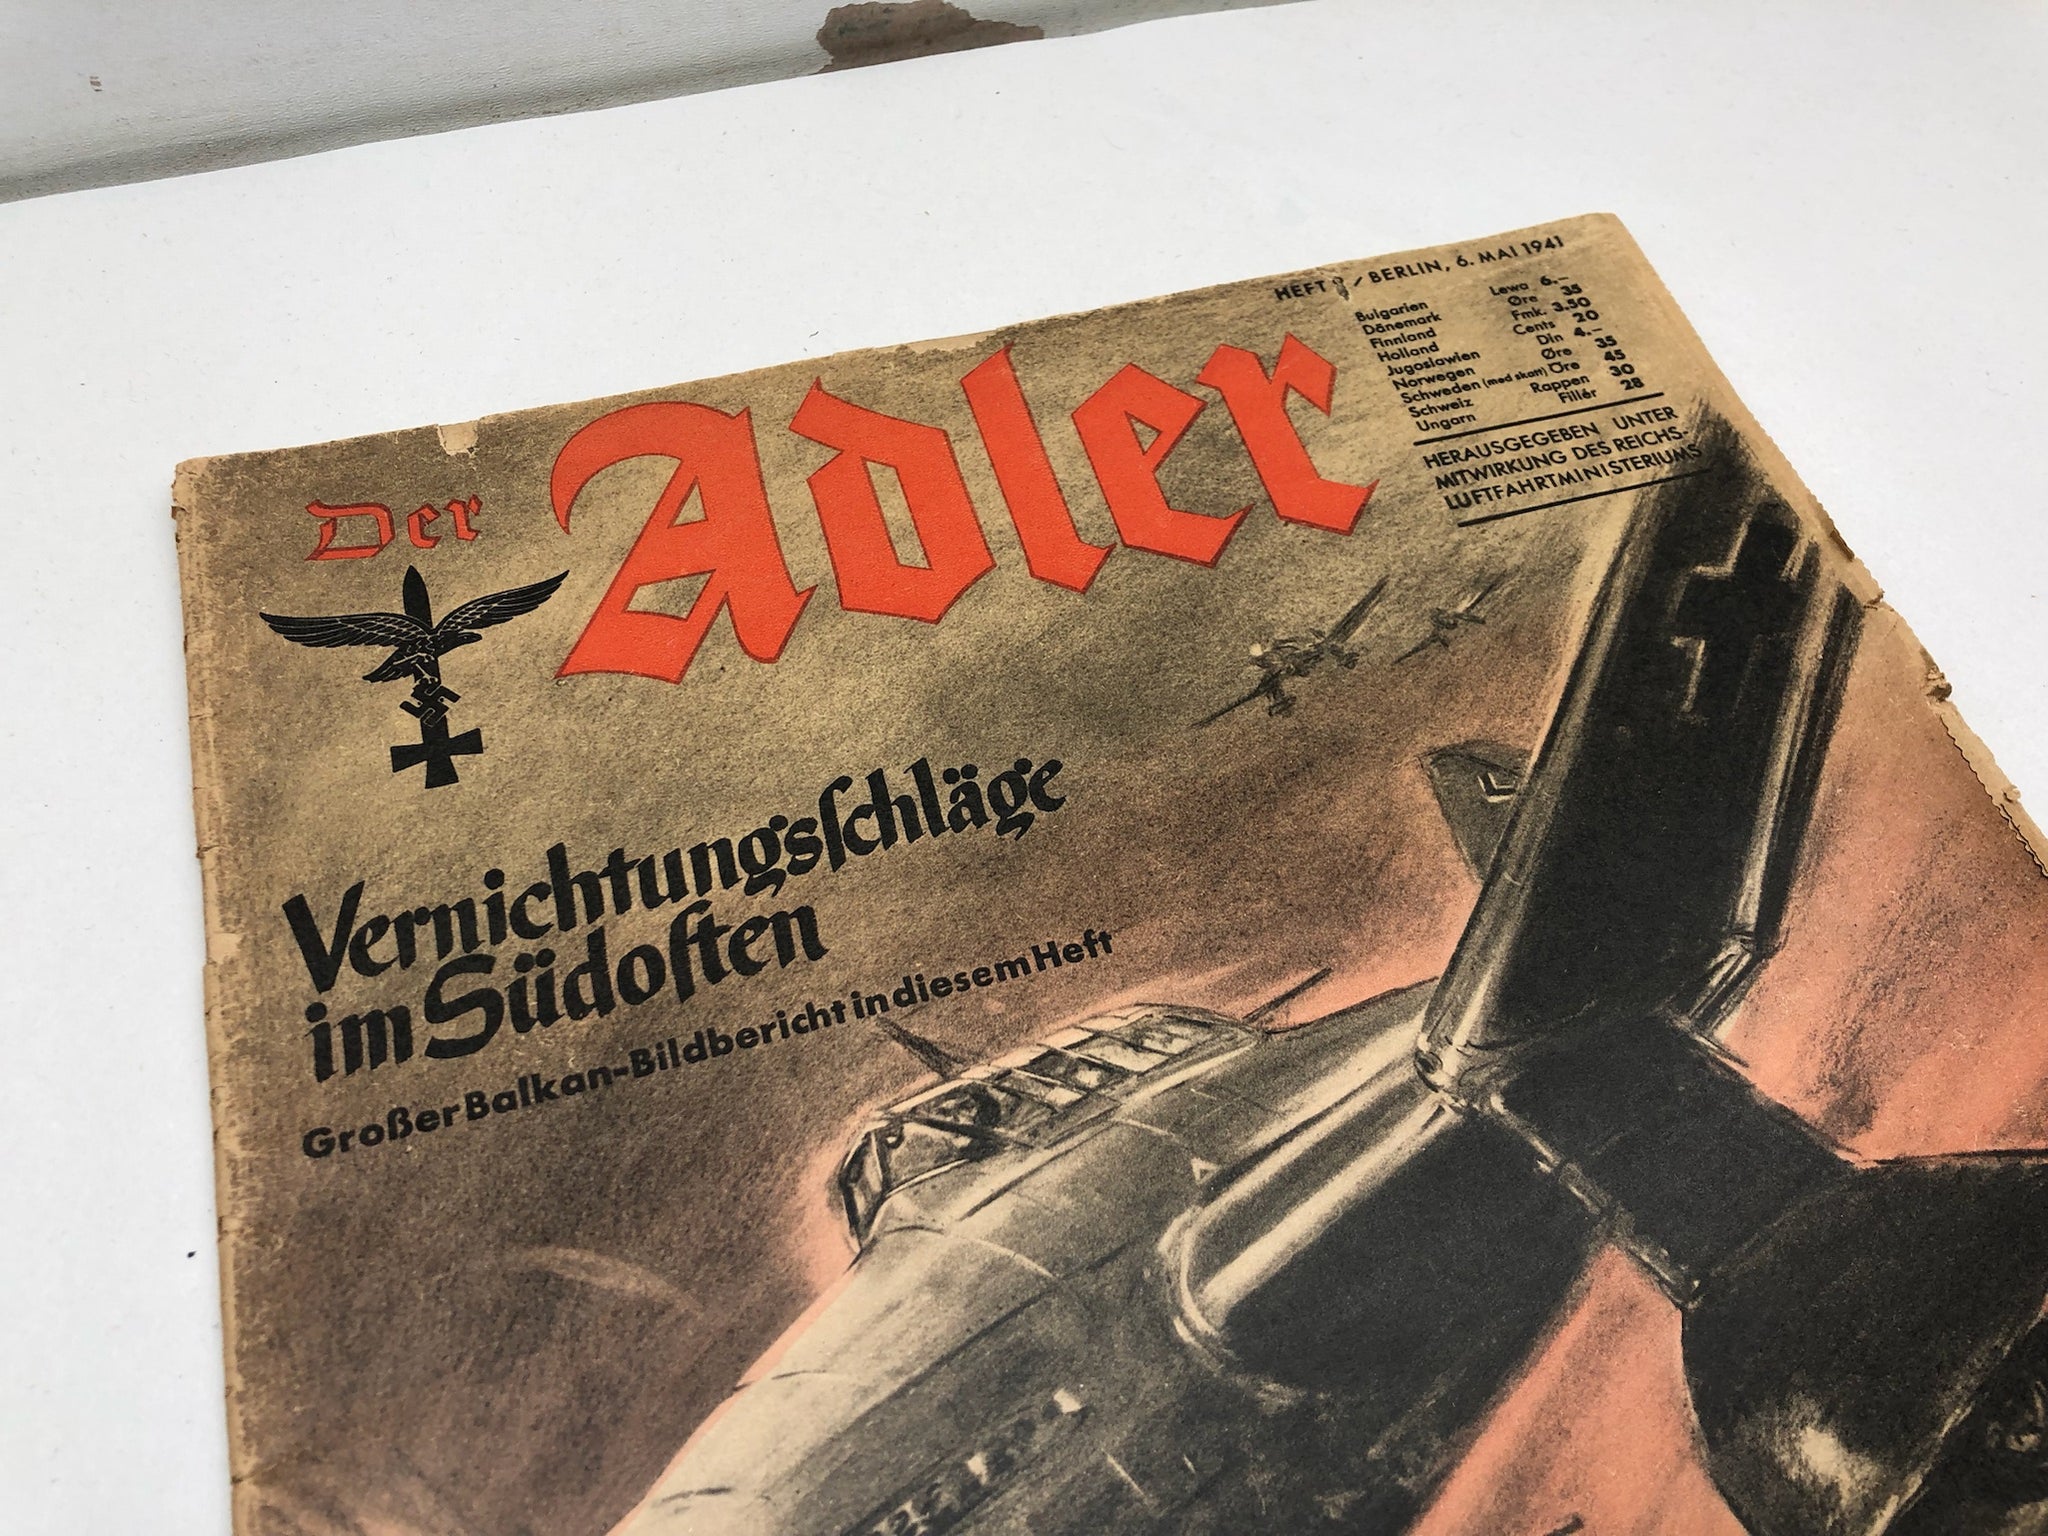 HEFT 9 / BERLIN, 6. MAI 1941
Bulgarien Lewa 6.–
Dänemark Øre 35
Finnland Fmk. 3.50
Holland Cents 20
Jugoslawien Din 4.–
Norwegen Øre 35
Schweden (med skatt) Öre 45
Schweiz Rappen 30
Ungarn Fillér 28
HERAUSGEGEBEN UNTER
MITWIRKUNG DES REICHS-
LUFTFAHRTMINISTERIUMS
Der Adler
Vernichtungsſchläge
im Südoſten
Großer Balkan-Bildbericht in diesem Heft